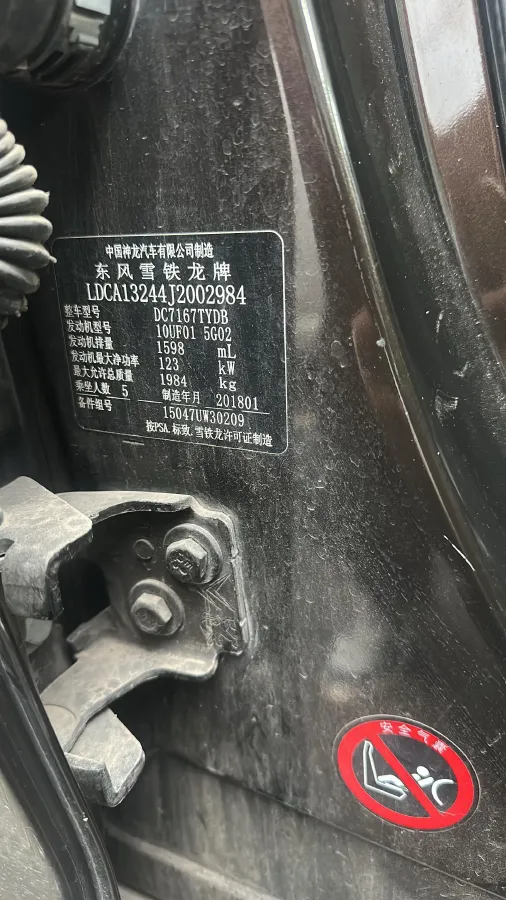 中国神龙汽车有限公司制造
东风雪铁龙牌
LDCA13244J2002984
整车型号 DC7167TYDB
发动机型号 10UF01 5G02
发动机排量 1598 mL
发动机最大净功率 123 kW
最大允许总质量 1984 kg
乘坐人数 5 制造年月 201801
备件组号 15047UW30209
按PSA.标致.雪铁龙许可证制造
安全气囊